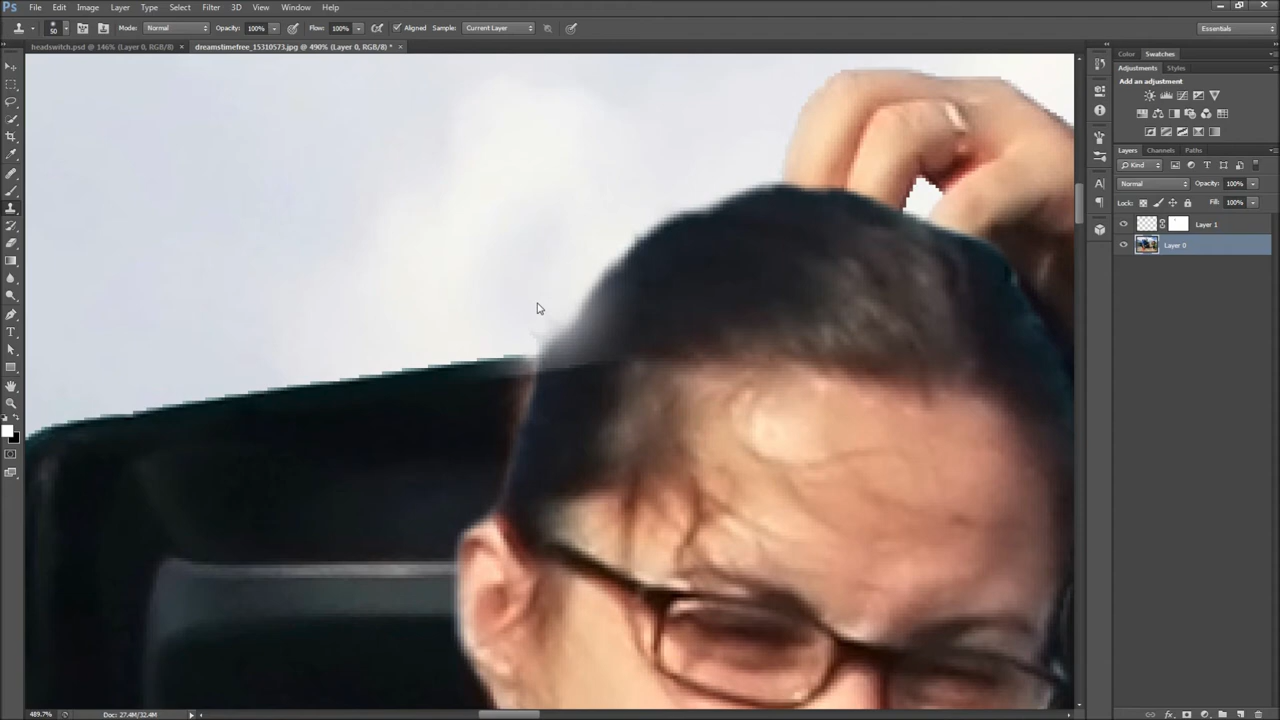 Ps File Edit Image Layer Type Select Filter 3D View Window Help
50 Mode: Normal Opacity: 100% Flow: 100% Aligned Sample: Current Layer Essentials
headswitch.psd @ 146% (Layer 0, RGB/8) × dreamstimefree_15310573.jpg @ 490% (Layer 0, RGB/8) * ×
Color Swatches
Adjustments Styles
Add an adjustment
Layers Channels Paths
Kind
Normal Opacity: 100%
Lock: Fill: 100%
Layer 1
Layer 0
489.7% Doc: 27.4M/32.4M